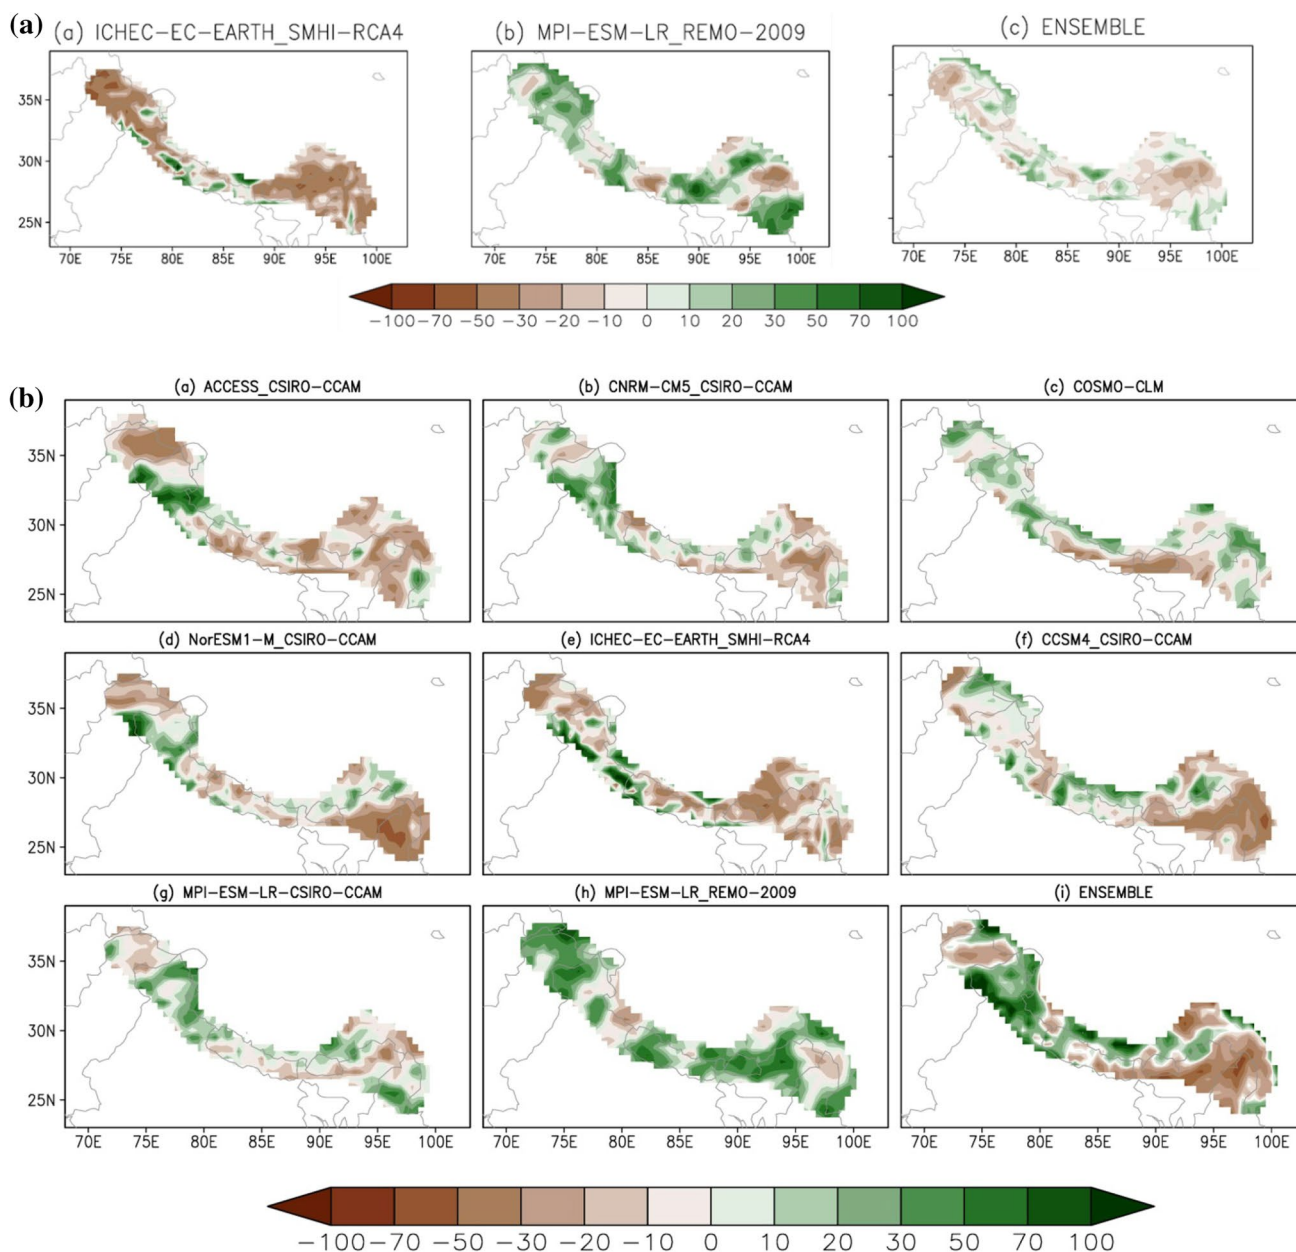 (a)
(a) ICHEC-EC-EARTH_SMHI-RCA4
(b) MPI-ESM-LR_REMO-2009
(c) ENSEMBLE
35N
30N
25N
70E 75E 80E 85E 90E 95E 100E
70E 75E 80E 85E 90E 95E 100E
70E 75E 80E 85E 90E 95E 100E
-100 -70 -50 -30 -20 -10 0 10 20 30 50 70 100
(b)
(a) ACCESS_CSIRO-CCAM
(b) CNRM-CM5_CSIRO-CCAM
(c) COSMO-CLM
35N
30N
25N
(d) NorESM1-M_CSIRO-CCAM
(e) ICHEC-EC-EARTH_SMHI-RCA4
(f) CCSM4_CSIRO-CCAM
35N
30N
25N
(g) MPI-ESM-LR-CSIRO-CCAM
(h) MPI-ESM-LR_REMO-2009
(i) ENSEMBLE
35N
30N
25N
70E 75E 80E 85E 90E 95E 100E
70E 75E 80E 85E 90E 95E 100E
70E 75E 80E 85E 90E 95E 100E
-100 -70 -50 -30 -20 -10 0 10 20 30 50 70 100